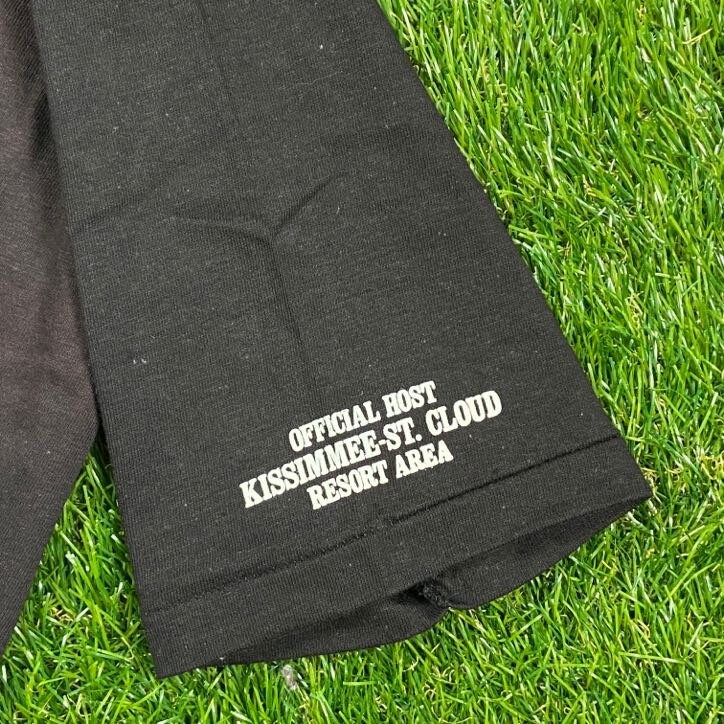 OFFICIAL HOST
KISSIMMEE-ST. CLOUD
RESORT AREA